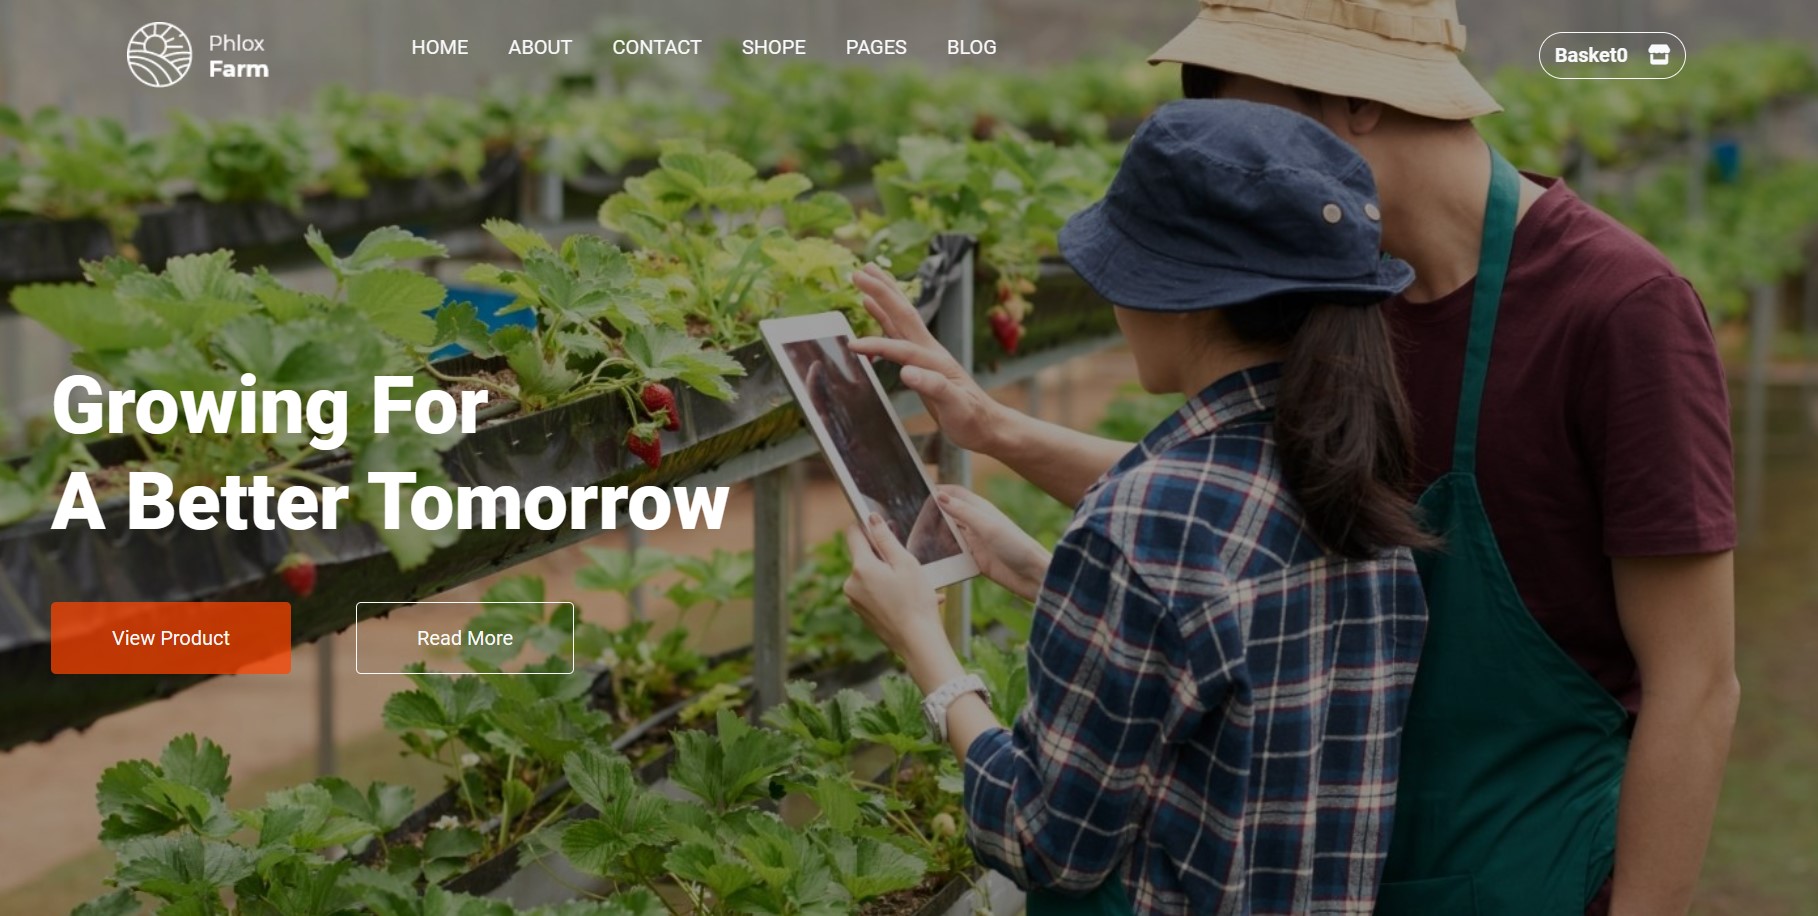 Phlox
Farm
HOME ABOUT CONTACT SHOPE PAGES BLOG
Basket0
Growing For
A Better Tomorrow
View Product Read More